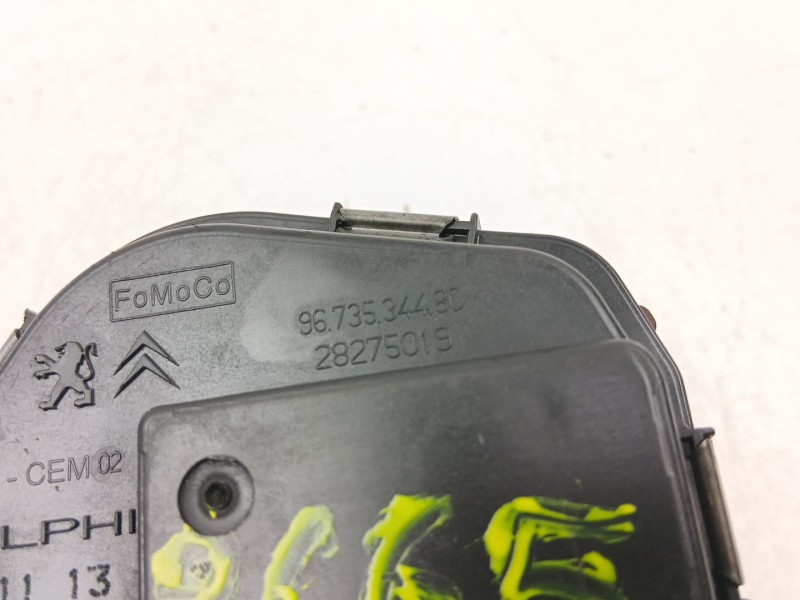 FoMoCo
96.735.344.80
28275019
- CEM 02
LPHI
11 13